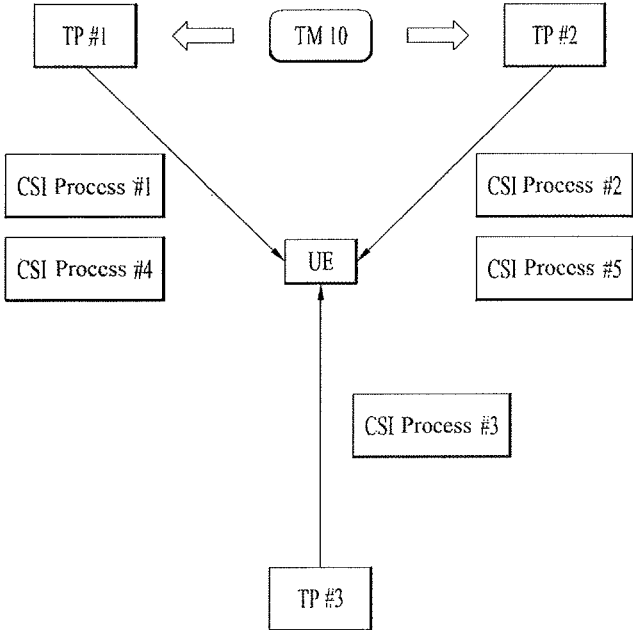 TP #1
TM 10
TP #2
CSI Process #1
CSI Process #2
CSI Process #4
UE
CSI Process #5
CSI Process #3
TP #3